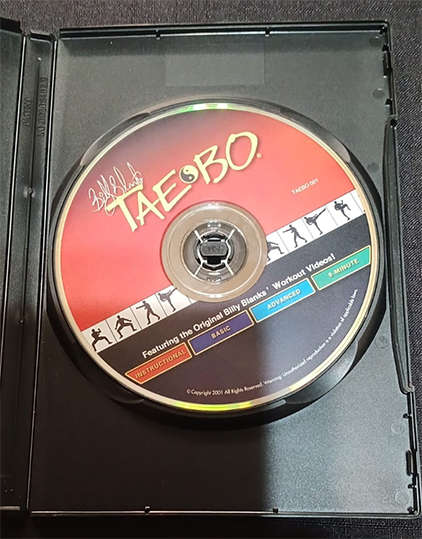 Billy Blanks
TAE BO®
TAEBO 001
Featuring the Original Billy Blanks' Workout Videos!
INSTRUCTIONAL
BASIC
ADVANCED
8-MINUTE
© Copyright 2001 All Rights Reserved. Warning: Unauthorized reproduction is a violation of applicable laws.